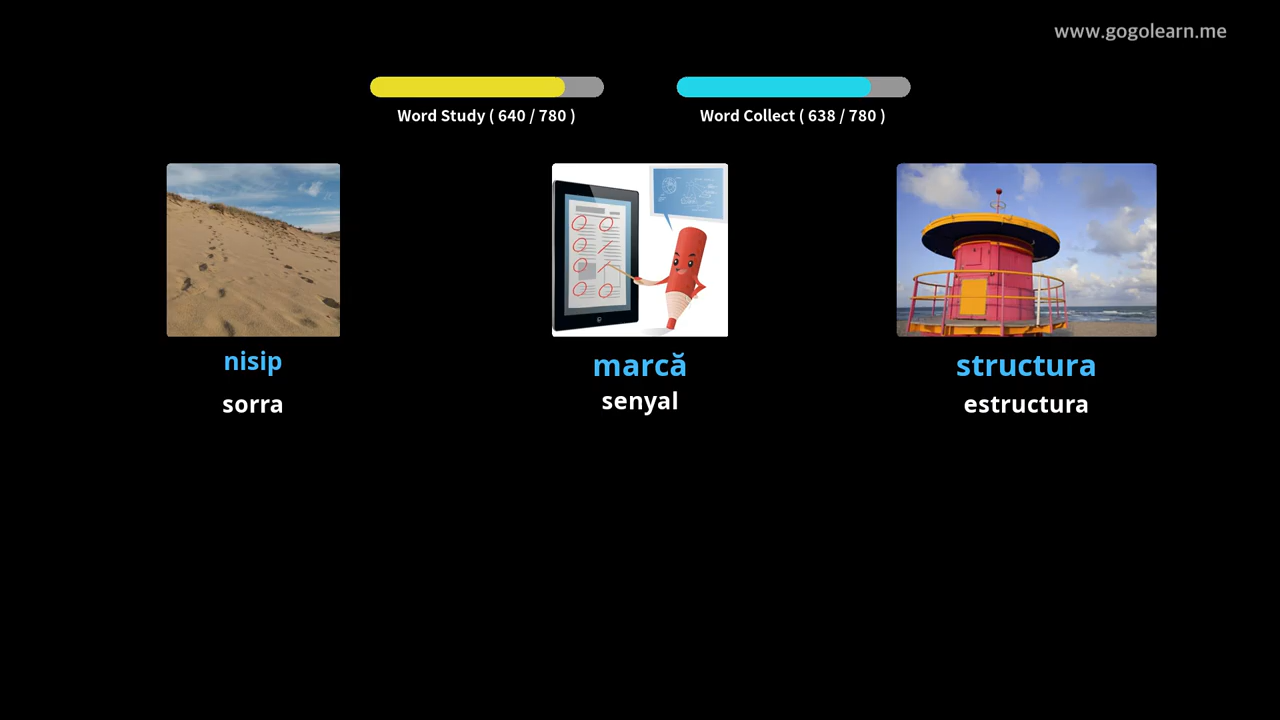 www.gogolearn.me
Word Study ( 640 / 780 )
Word Collect ( 638 / 780 )
nisip
marcă
structura
sorra
senyal
estructura